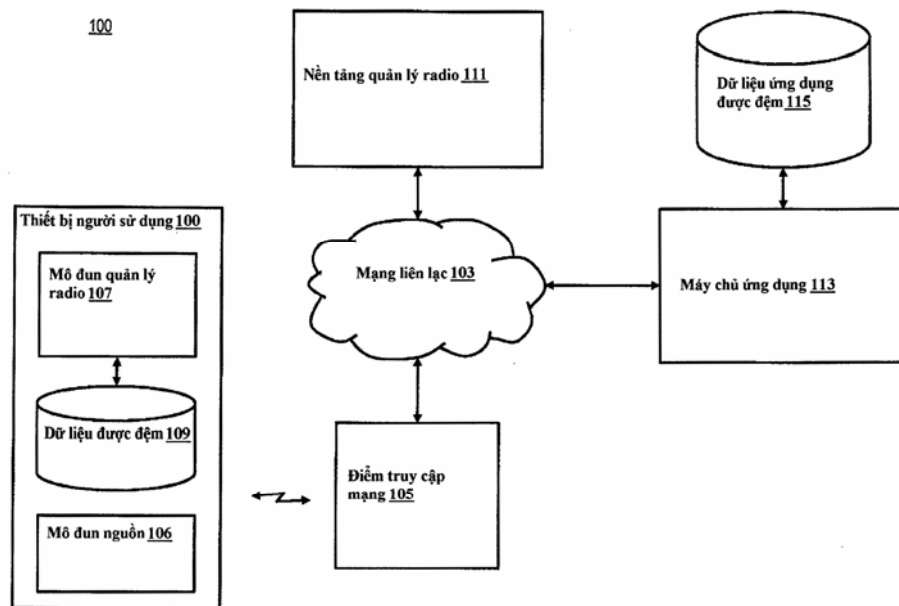 100
Nền tảng quản lý radio 111
Dữ liệu ứng dụng
được đệm 115
Thiết bị người sử dụng 100
Mô đun quản lý
radio 107
Mạng liên lạc 103
Máy chủ ứng dụng 113
Dữ liệu được đệm 109
Điểm truy cập
mạng 105
Mô đun nguồn 106